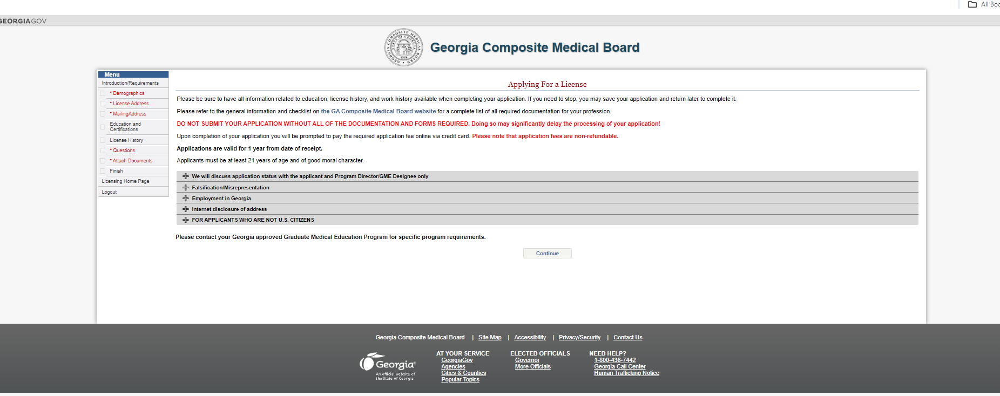 All Boo
GEORGIAGOV
Georgia Composite Medical Board
Menu
Introduction/Requirements
* Demographics
* License Address
* MailingAddress
Education and
Certifications
License History
* Questions
* Attach Documents
Finish
Licensing Home Page
Logout
Applying For a License
Please be sure to have all information related to education, license history, and work history available when completing your application. If you need to stop, you may save your application and return later to complete it.
Please refer to the general information and checklist on the GA Composite Medical Board website for a complete list of all required documentation for your profession.
DO NOT SUBMIT YOUR APPLICATION WITHOUT ALL OF THE DOCUMENTATION AND FORMS REQUIRED. Doing so may significantly delay the processing of your application!
Upon completion of your application you will be prompted to pay the required application fee online via credit card. Please note that application fees are non-refundable.
Applications are valid for 1 year from date of receipt.
Applicants must be at least 21 years of age and of good moral character.
We will discuss application status with the applicant and Program Director/GME Designee only
Falsification/Misrepresentation
Employment in Georgia
Internet disclosure of address
FOR APPLICANTS WHO ARE NOT U.S. CITIZENS
Please contact your Georgia approved Graduate Medical Education Program for specific program requirements.
Continue
Georgia Composite Medical Board | Site Map | Accessibility | Privacy/Security | Contact Us
Georgia®
An official website of
the State of Georgia
AT YOUR SERVICE
GeorgiaGov
Agencies
Cities & Counties
Popular Topics
ELECTED OFFICIALS
Governor
More Officials
NEED HELP?
1-800-436-7442
Georgia Call Center
Human Trafficking Notice